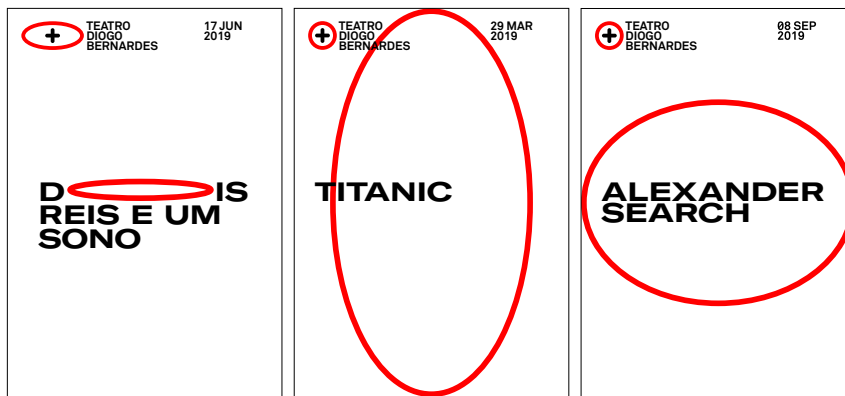 TEATRO
DIOGO
BERNARDES
17 JUN
2019
D IS
REIS E UM
SONO
TEATRO
DIOGO
BERNARDES
29 MAR
2019
TITANIC
TEATRO
DIOGO
BERNARDES
08 SEP
2019
ALEXANDER
SEARCH